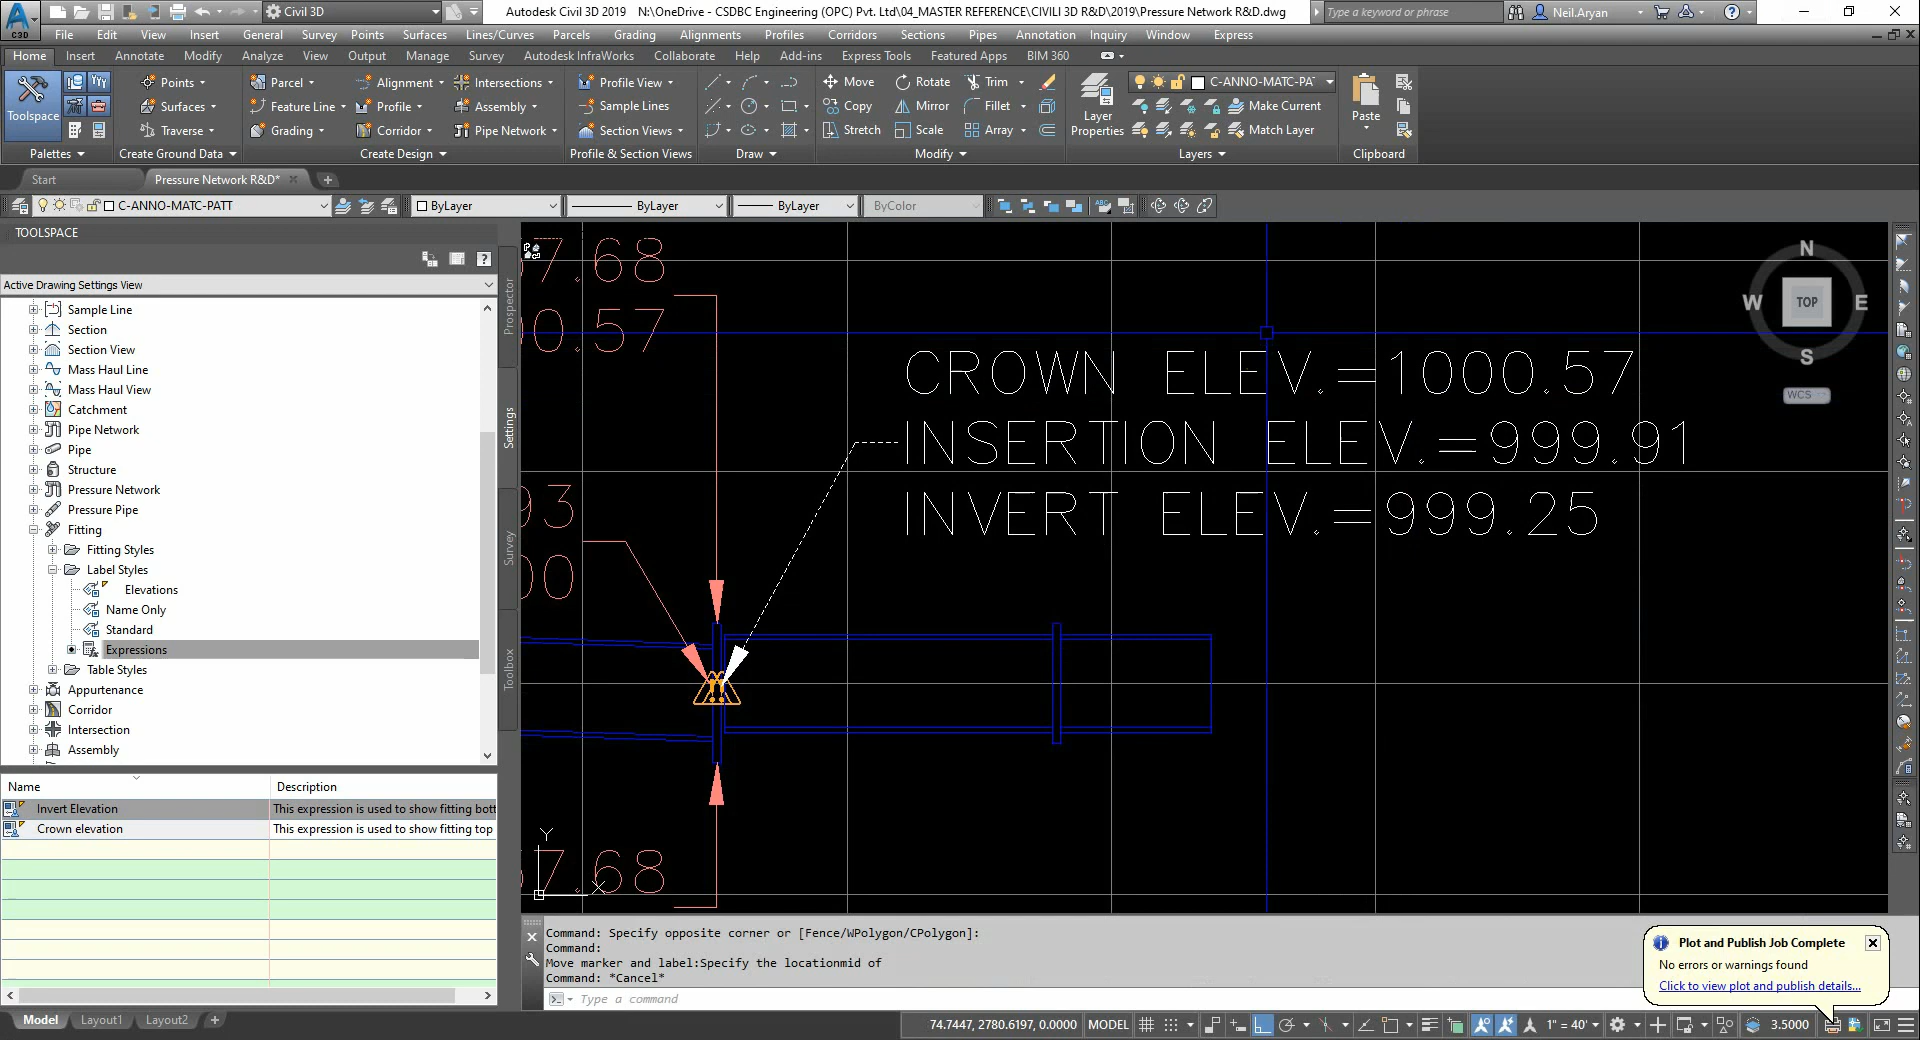 Civil 3D
Autodesk Civil 3D 2019 N:\OneDrive - CSDBC Engineering (OPC) Pvt. Ltd\04_MASTER REFERENCE\CIVILI 3D R&D\2019\Pressure Network R&D.dwg
Type a keyword or phrase
Neil.Aryan
C3D
File Edit View Insert General Survey Points Surfaces Lines/Curves Parcels Grading Alignments Profiles Corridors Sections Pipes Annotation Inquiry Window Express
Home Insert Annotate Modify Analyze View Output Manage Survey Autodesk InfraWorks Collaborate Help Add-ins Express Tools Featured Apps BIM 360
Points Parcel Alignment Intersections Profile View Move Rotate Trim C-ANNO-MATC-PAT
Toolspace Surfaces Feature Line Profile Assembly Sample Lines Copy Mirror Fillet Layer Properties Make Current Paste
Traverse Grading Corridor Pipe Network Section Views Stretch Scale Array Match Layer
Palettes Create Ground Data Create Design Profile & Section Views Draw Modify Layers Clipboard
Start Pressure Network R&D*
C-ANNO-MATC-PATT ByLayer ByLayer ByLayer ByColor
TOOLSPACE
Active Drawing Settings View
Sample Line
Section
Section View
Mass Haul Line
Mass Haul View
Catchment
Pipe Network
Pipe
Structure
Pressure Network
Pressure Pipe
Fitting
Fitting Styles
Label Styles
Elevations
Name Only
Standard
Expressions
Table Styles
Appurtenance
Corridor
Intersection
Assembly
Prospector
Settings
Survey
Toolbox
Name Description
Invert Elevation This expression is used to show fitting bott
Crown elevation This expression is used to show fitting top
7.68
0.57
93
00
7.68
CROWN ELEV.=1000.57
INSERTION ELEV.=999.91
INVERT ELEV.=999.25
N
W TOP E
S
WCS
Y
X
Command: Specify opposite corner or [Fence/WPolygon/CPolygon]:
Command:
Move marker and label:Specify the locationmid of
Command: *Cancel*
Type a command
Plot and Publish Job Complete
No errors or warnings found
Click to view plot and publish details...
Model Layout1 Layout2
74.7447, 2780.6197, 0.0000 MODEL 1" = 40' 3.5000